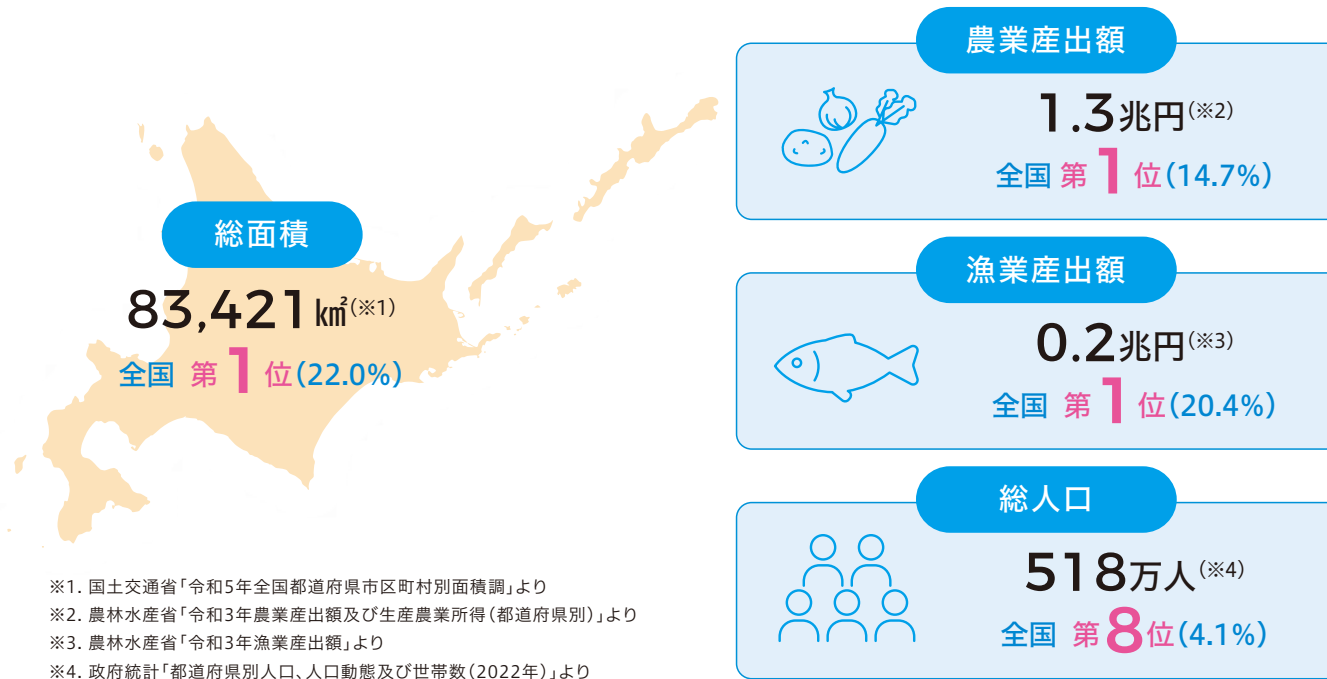 総面積
83,421㎢(※1)
全国 第1位(22.0%)
農業産出額
1.3兆円(※2)
全国 第1位(14.7%)
漁業産出額
0.2兆円(※3)
全国 第1位(20.4%)
総人口
518万人(※4)
全国 第8位(4.1%)
※1. 国土交通省「令和5年全国都道府県市区町村別面積調」より
※2. 農林水産省「令和3年農業産出額及び生産農業所得(都道府県別)」より
※3. 農林水産省「令和3年漁業産出額」より
※4. 政府統計「都道府県別人口、人口動態及び世帯数(2022年)」より